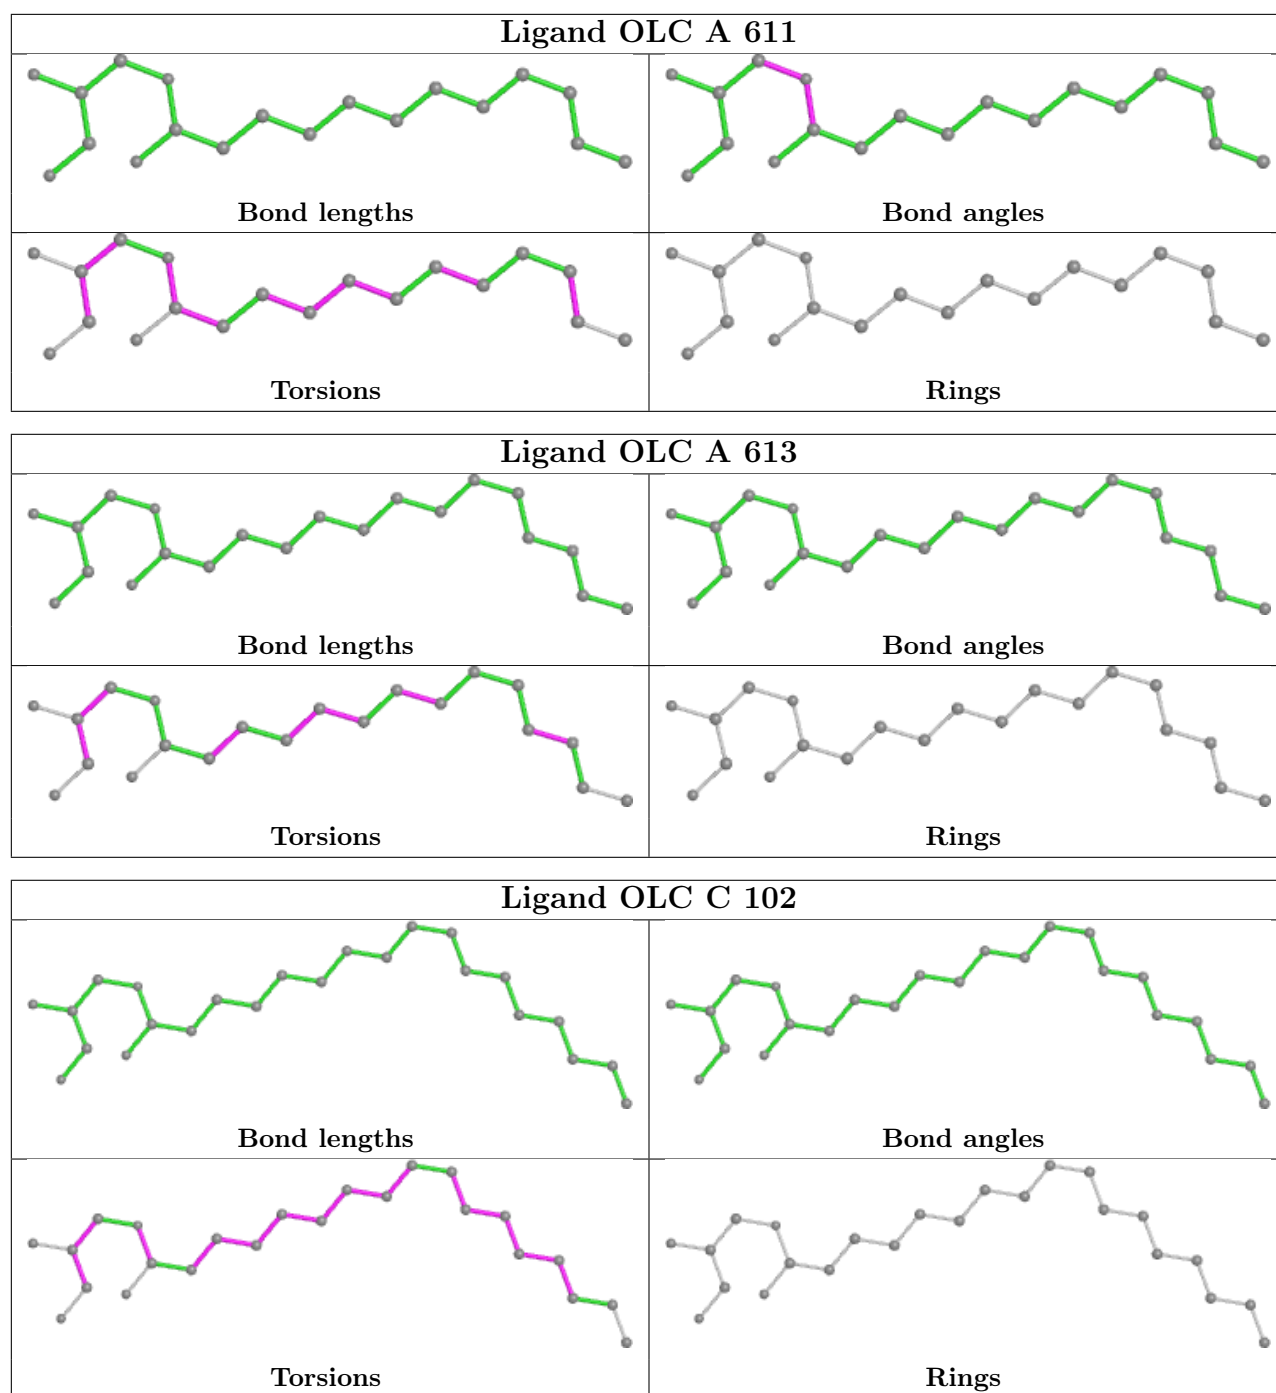 Ligand OLC A 611
Bond lengths
Bond angles
Torsions
Rings
Ligand OLC A 613
Bond lengths
Bond angles
Torsions
Rings
Ligand OLC C 102
Bond lengths
Bond angles
Torsions
Rings